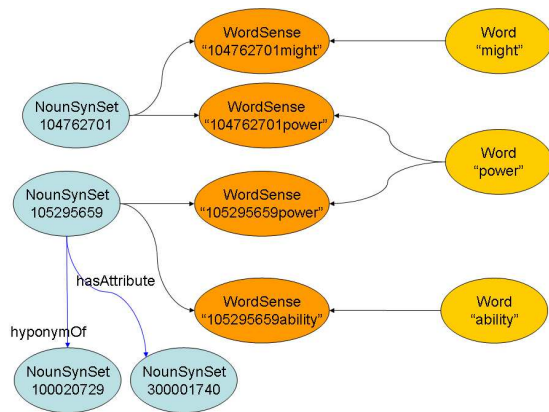 WordSense
“104762701might”
Word
“might”
NounSynSet
104762701
WordSense
“104762701power”
Word
“power”
NounSynSet
105295659
WordSense
“105295659power”
hasAttribute
WordSense
“105295659ability”
Word
“ability”
hyponymOf
NounSynSet
100020729
NounSynSet
300001740